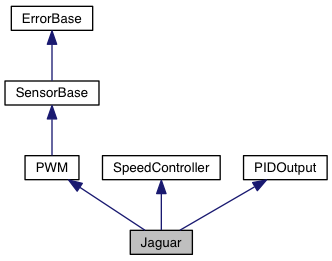 ErrorBase
SensorBase
PWM
SpeedController
PIDOutput
Jaguar